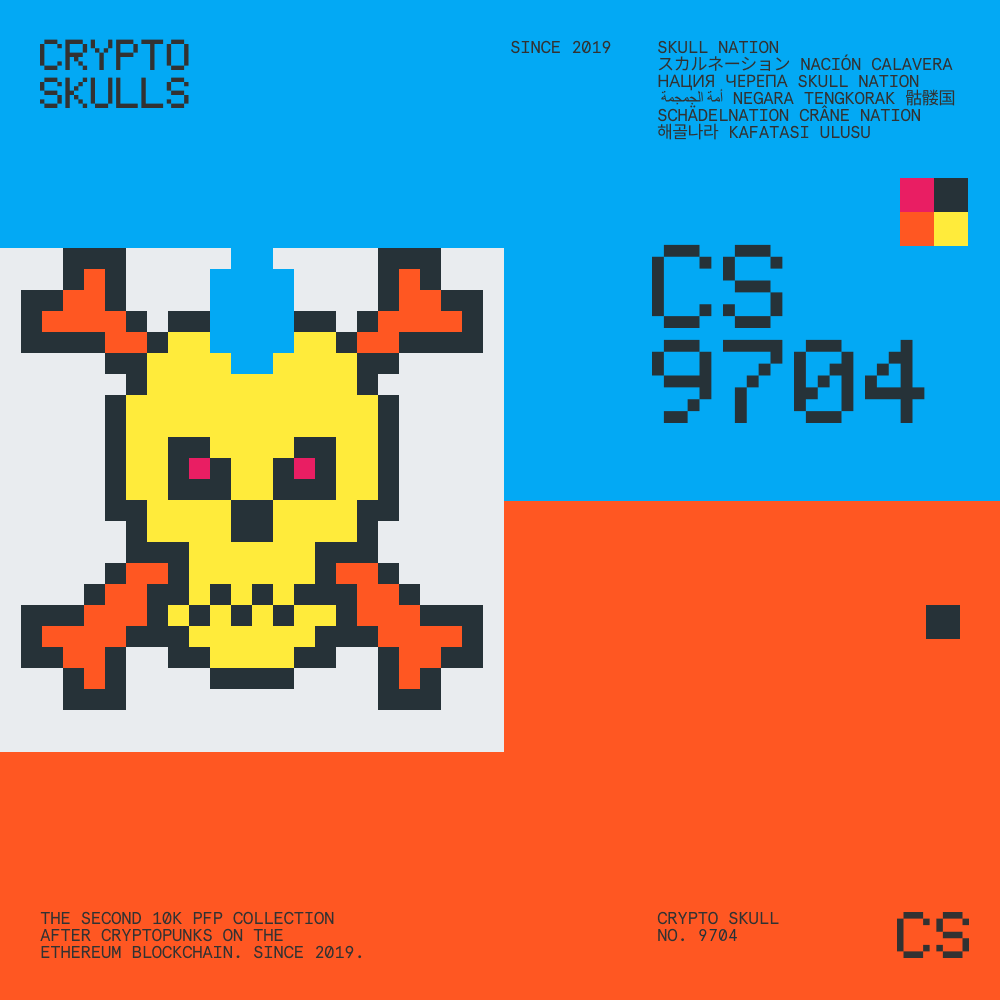 CRYPTO
SKULLS
SINCE 2019
SKULL NATION
スカルネーション NACIÓN CALAVERA
НАЦИЯ ЧЕРЕПА SKULL NATION
أمة الجمجمة NEGARA TENGKORAK 骷髅国
SCHÄDELNATION CRÂNE NATION
해골나라 KAFATASI ULUSU
CS
9704
THE SECOND 10K PFP COLLECTION
AFTER CRYPTOPUNKS ON THE
ETHEREUM BLOCKCHAIN. SINCE 2019.
CRYPTO SKULL
NO. 9704
CS